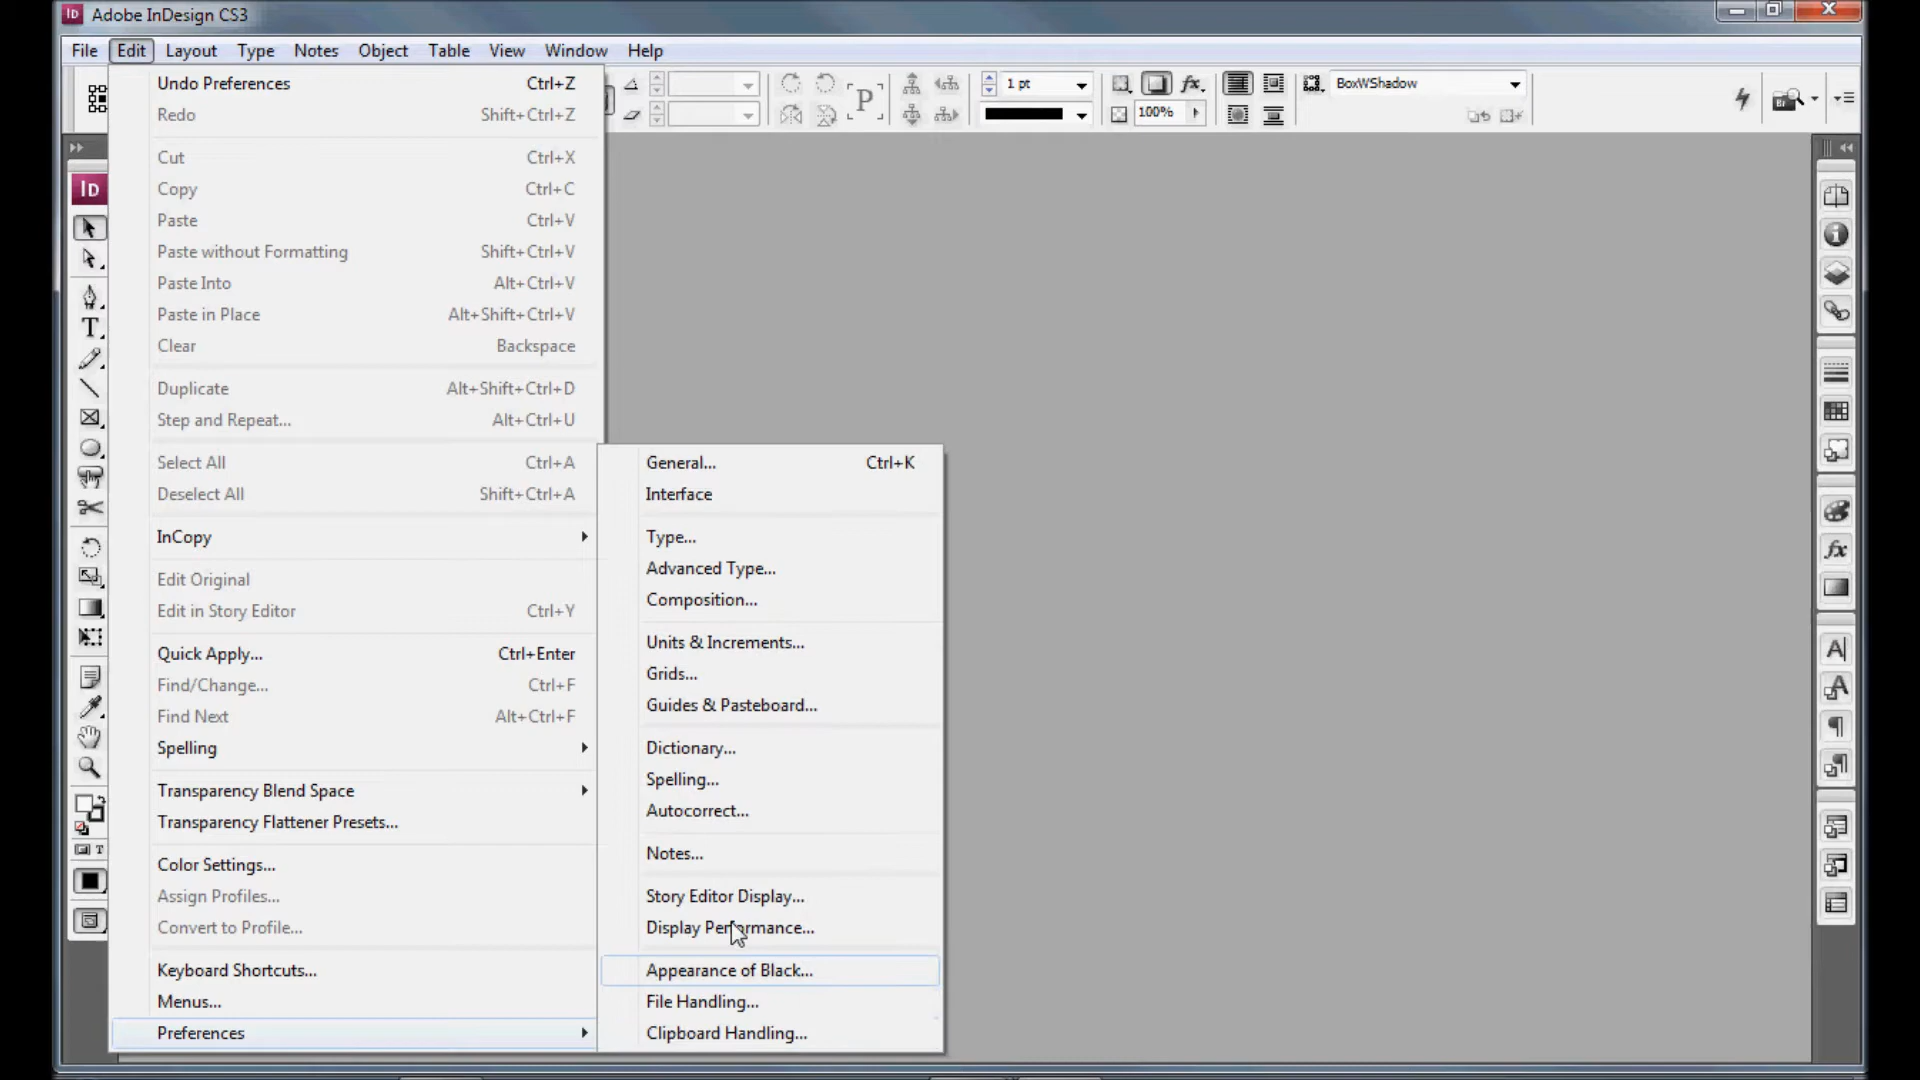 Id Adobe InDesign CS3
File Edit Layout Type Notes Object Table View Window Help
1 pt
BoxWShadow
100%
P
fx
Br
Id
T
T
fx
A
A
Undo Preferences Ctrl+Z
Redo Shift+Ctrl+Z
Cut Ctrl+X
Copy Ctrl+C
Paste Ctrl+V
Paste without Formatting Shift+Ctrl+V
Paste Into Alt+Ctrl+V
Paste in Place Alt+Shift+Ctrl+V
Clear Backspace
Duplicate Alt+Shift+Ctrl+D
Step and Repeat... Alt+Ctrl+U
Select All Ctrl+A
Deselect All Shift+Ctrl+A
InCopy
Edit Original
Edit in Story Editor Ctrl+Y
Quick Apply... Ctrl+Enter
Find/Change... Ctrl+F
Find Next Alt+Ctrl+F
Spelling
Transparency Blend Space
Transparency Flattener Presets...
Color Settings...
Assign Profiles...
Convert to Profile...
Keyboard Shortcuts...
Menus...
Preferences
General... Ctrl+K
Interface
Type...
Advanced Type...
Composition...
Units & Increments...
Grids...
Guides & Pasteboard...
Dictionary...
Spelling...
Autocorrect...
Notes...
Story Editor Display...
Display Performance...
Appearance of Black...
File Handling...
Clipboard Handling...